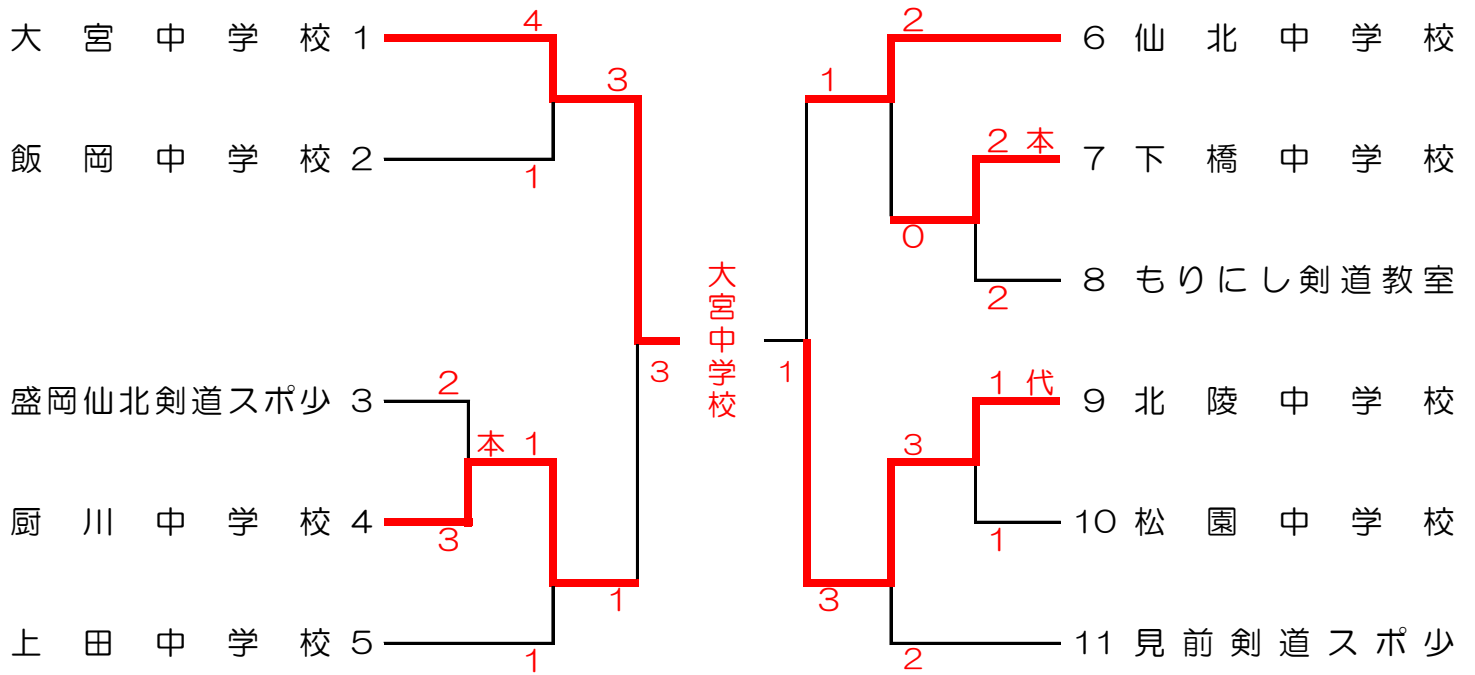 4
2
大宮中学校 1
6 仙北中学校
3
1
2 本
飯岡中学校 2
7 下橋中学校
1
0
大宮中学校
8 もりにし剣道教室
2
3
1
2
1 代
盛岡仙北剣道スポ少 3
9 北陵中学校
本 1
3
厨川中学校 4
10 松園中学校
3
1
1
3
上田中学校 5
11 見前剣道スポ少
1
2